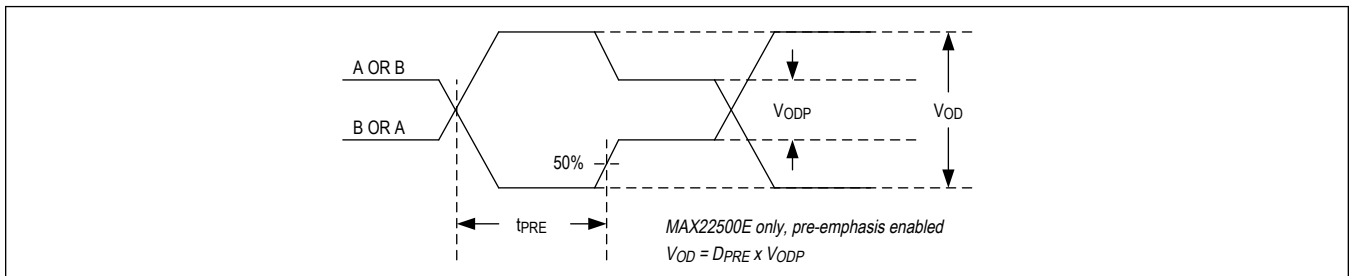 A OR B
B OR A
50%
VODP
VOD
tPRE
MAX22500E only, pre-emphasis enabled
VOD = DPRE x VODP